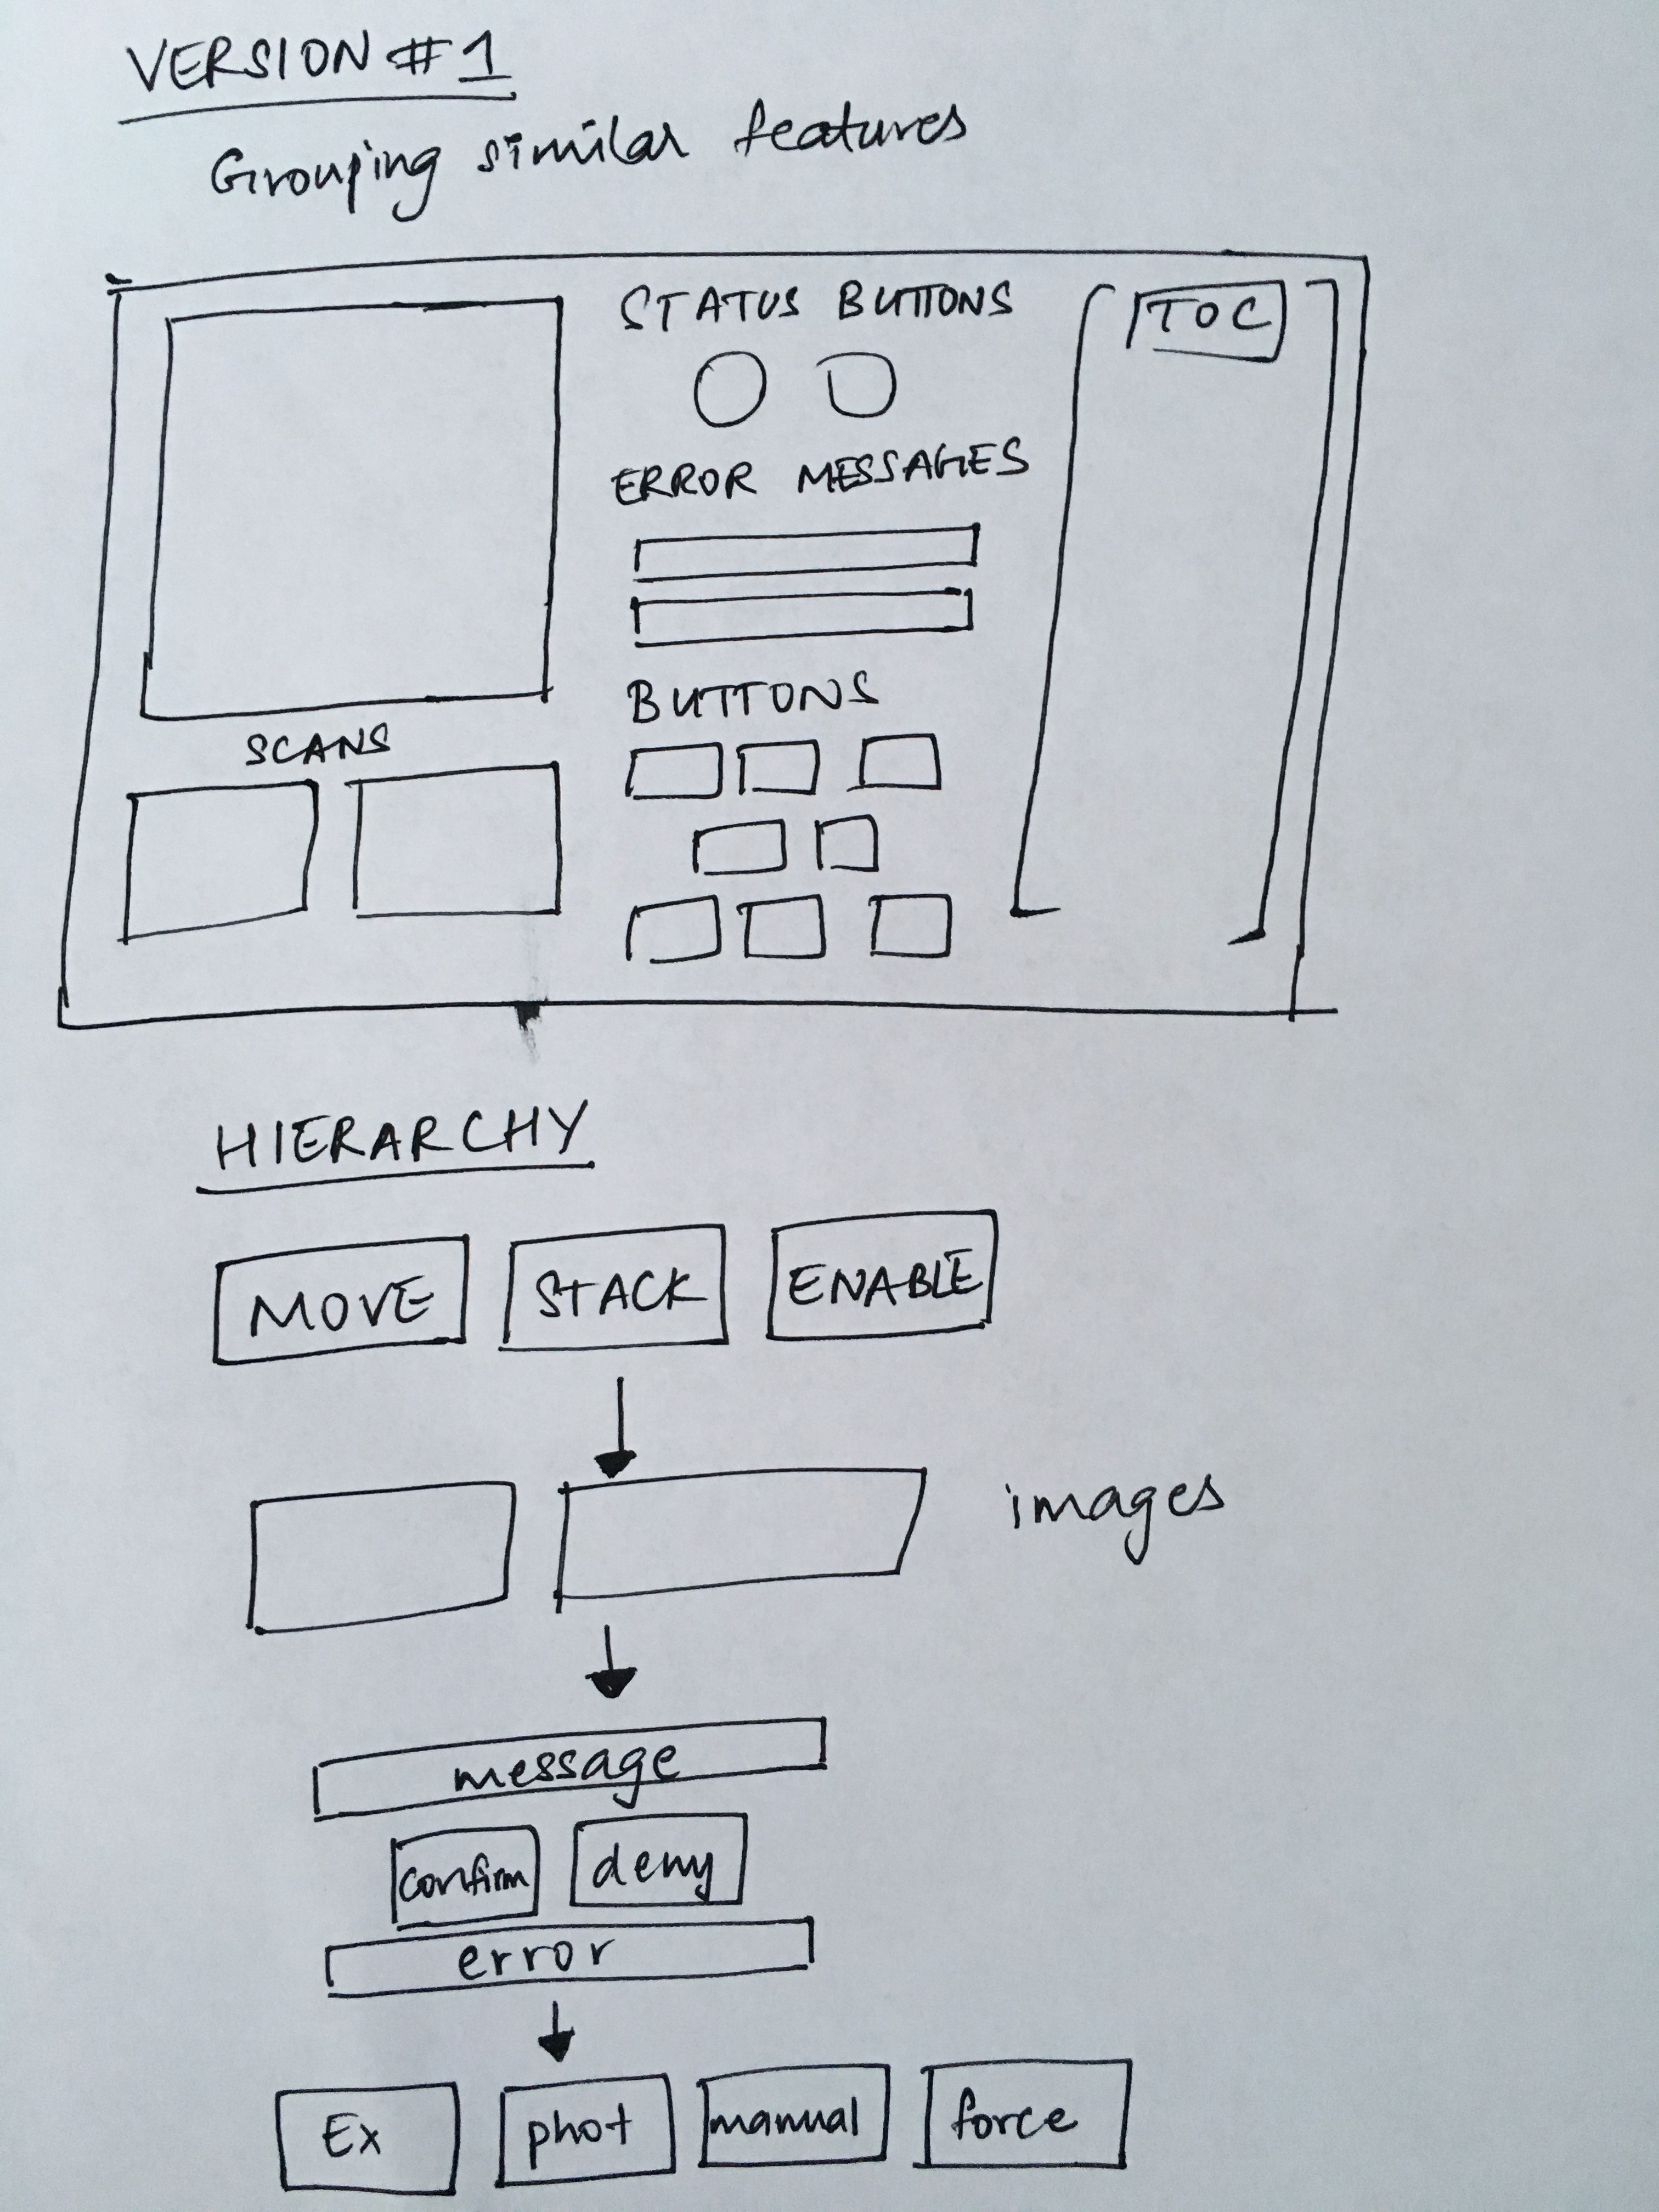 VERSION #1
Grouping similar features
STATUS BUTTONS
TOC
ERROR MESSAGES
BUTTONS
SCANS
HIERARCHY
MOVE STACK ENABLE
images
message
confirm deny
error
Ex phot manual force